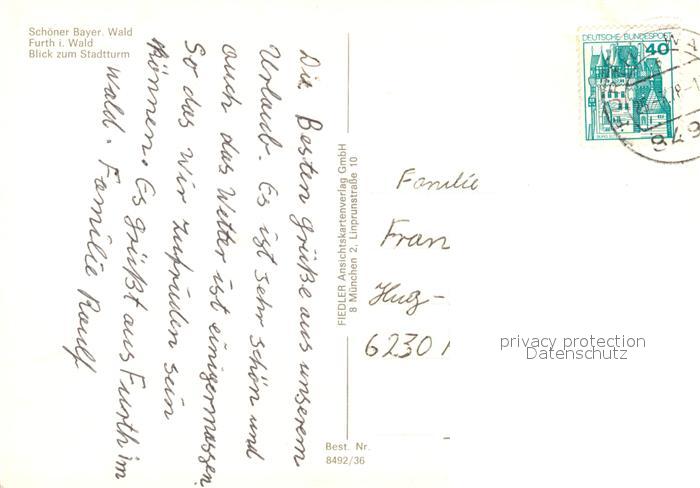 Schöner Bayer. Wald
Furth i. Wald
Blick zum Stadtturm
Die Besten grüße aus unserem
Urlaub. Es ist sehr schön und
auch das Wetter ist einigermassen
So das Wir zufrüden sein
können. Es grüßt aus Furth im
Wald. Familie Raulf
FIEDLER Ansichtskartenverlag GmbH
8 München 2, Linprunstraße 10
Best. Nr.
8492/36
DEUTSCHE BUNDESPOST
40
Familie
Fran
Hug-
6230
privacy protection
Datenschutz